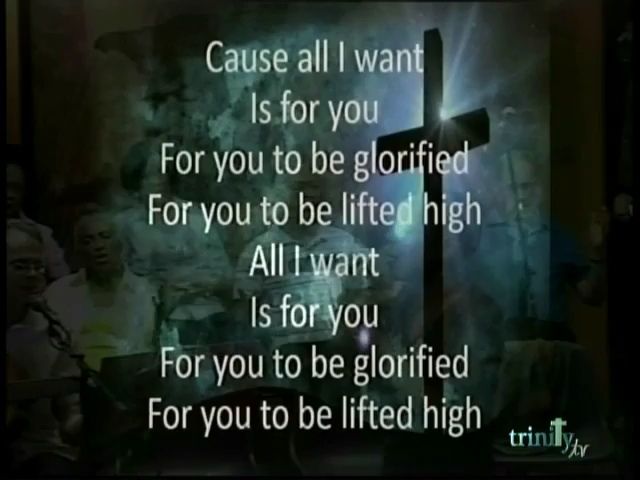 Cause all I want
Is for you
For you to be glorified
For you to be lifted high
All I want
Is for you
For you to be glorified
For you to be lifted high
trinity tv